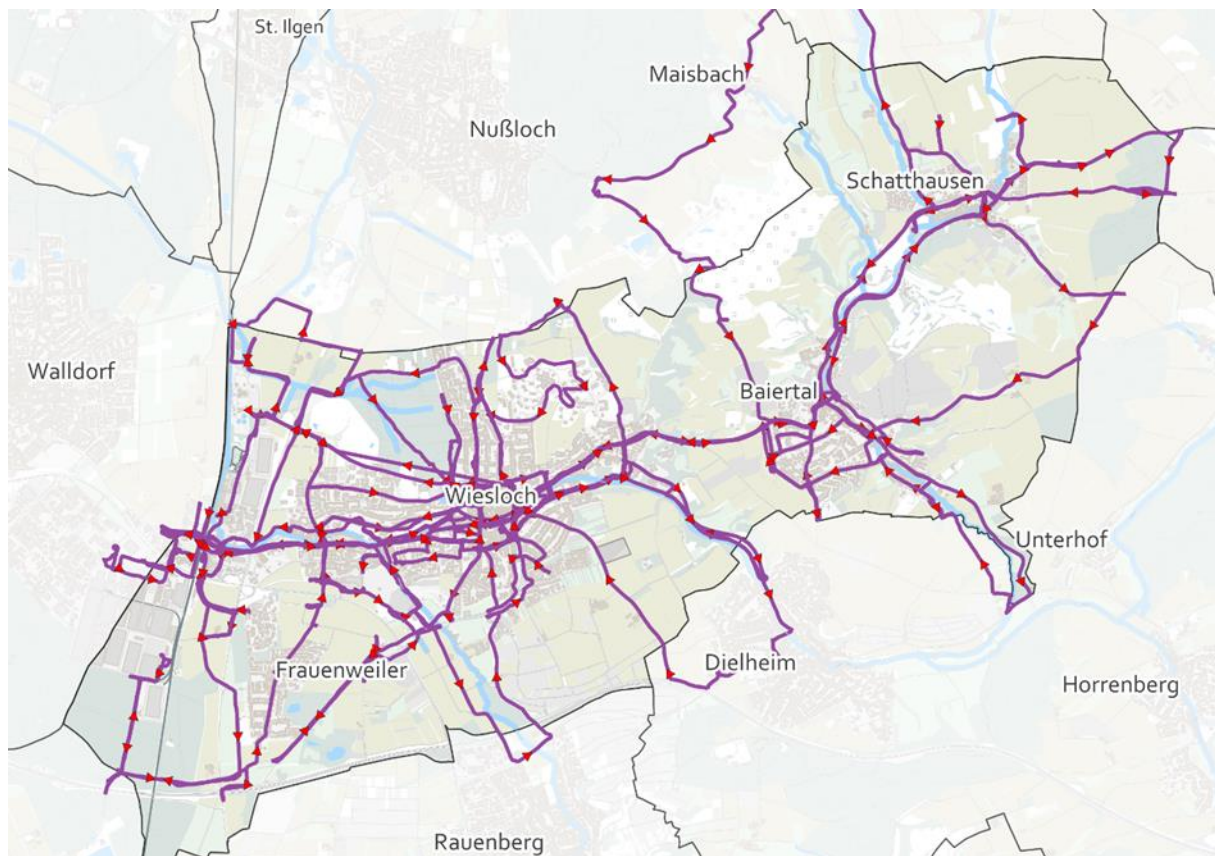 St. Ilgen
Maisbach
Nußloch
Schatthausen
Walldorf
Baiertal
Wiesloch
Unterhof
Frauenweiler
Dielheim
Horrenberg
Rauenberg